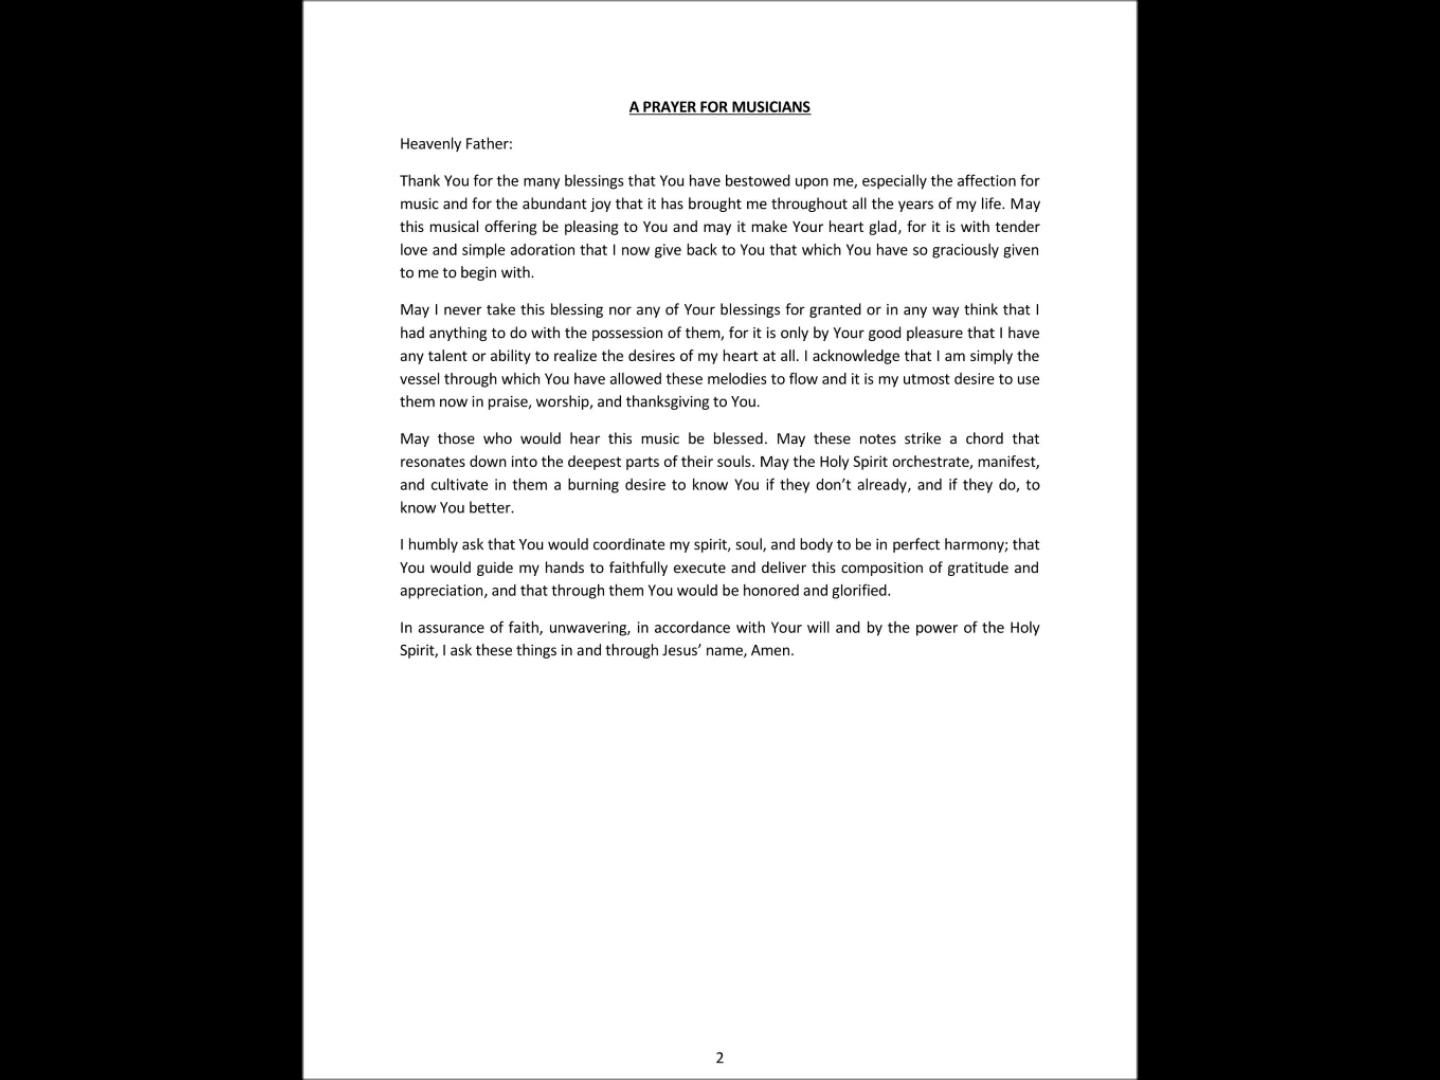 A PRAYER FOR MUSICIANS
Heavenly Father:
Thank You for the many blessings that You have bestowed upon me, especially the affection for
music and for the abundant joy that it has brought me throughout all the years of my life. May
this musical offering be pleasing to You and may it make Your heart glad, for it is with tender
love and simple adoration that I now give back to You that which You have so graciously given
to me to begin with.
May I never take this blessing nor any of Your blessings for granted or in any way think that I
had anything to do with the possession of them, for it is only by Your good pleasure that I have
any talent or ability to realize the desires of my heart at all. I acknowledge that I am simply the
vessel through which You have allowed these melodies to flow and it is my utmost desire to use
them now in praise, worship, and thanksgiving to You.
May those who would hear this music be blessed. May these notes strike a chord that
resonates down into the deepest parts of their souls. May the Holy Spirit orchestrate, manifest,
and cultivate in them a burning desire to know You if they don’t already, and if they do, to
know You better.
I humbly ask that You would coordinate my spirit, soul, and body to be in perfect harmony; that
You would guide my hands to faithfully execute and deliver this composition of gratitude and
appreciation, and that through them You would be honored and glorified.
In assurance of faith, unwavering, in accordance with Your will and by the power of the Holy
Spirit, I ask these things in and through Jesus’ name, Amen.
2